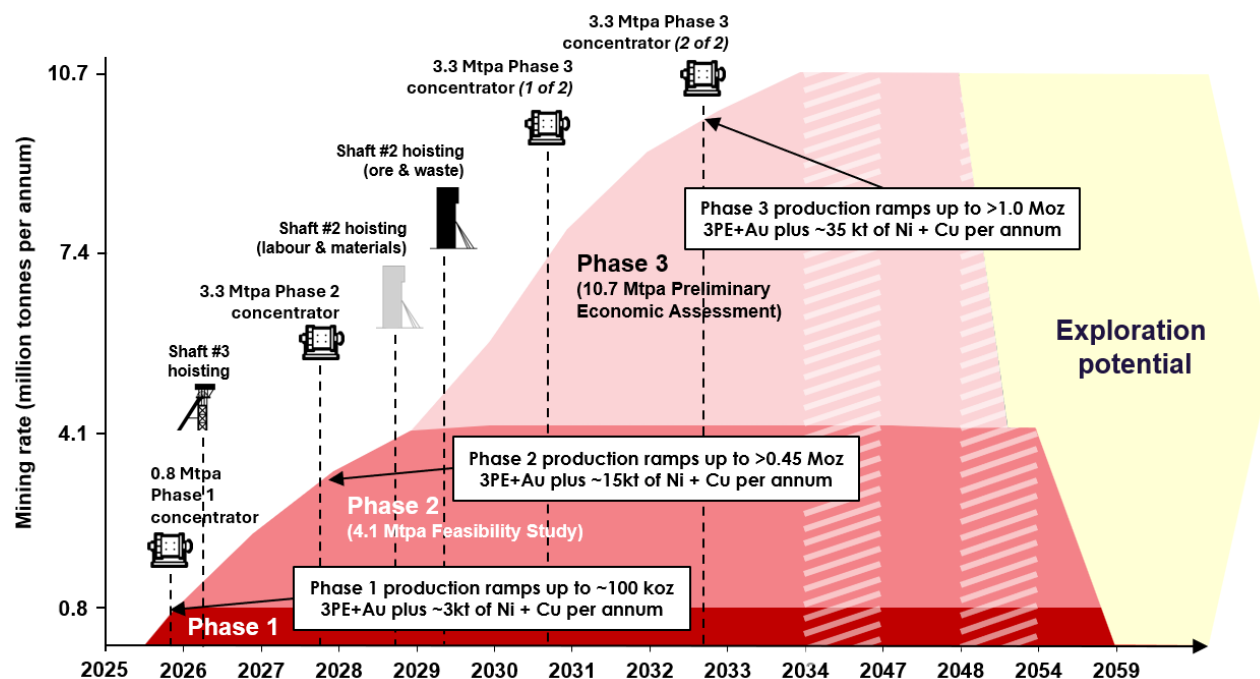 3.3 Mtpa Phase 3
concentrator (2 of 2)
10.7
3.3 Mtpa Phase 3
concentrator (1 of 2)
Shaft #2 hoisting
(ore & waste)
Phase 3 production ramps up to >1.0 Moz
3PE+Au plus ~35 kt of Ni + Cu per annum
Shaft #2 hoisting
(labour & materials)
7.4
Phase 3
(10.7 Mtpa Preliminary
Economic Assessment)
3.3 Mtpa Phase 2
concentrator
Exploration
potential
Shaft #3
hoisting
4.1
Mining rate (million tonnes per annum)
Phase 2 production ramps up to >0.45 Moz
3PE+Au plus ~15kt of Ni + Cu per annum
0.8 Mtpa
Phase 1
concentrator
Phase 2
(4.1 Mtpa Feasibility Study)
Phase 1 production ramps up to ~100 koz
3PE+Au plus ~3kt of Ni + Cu per annum
0.8
Phase 1
2025 2026 2027 2028 2029 2030 2031 2032 2033 2034 2047 2048 2054 2059